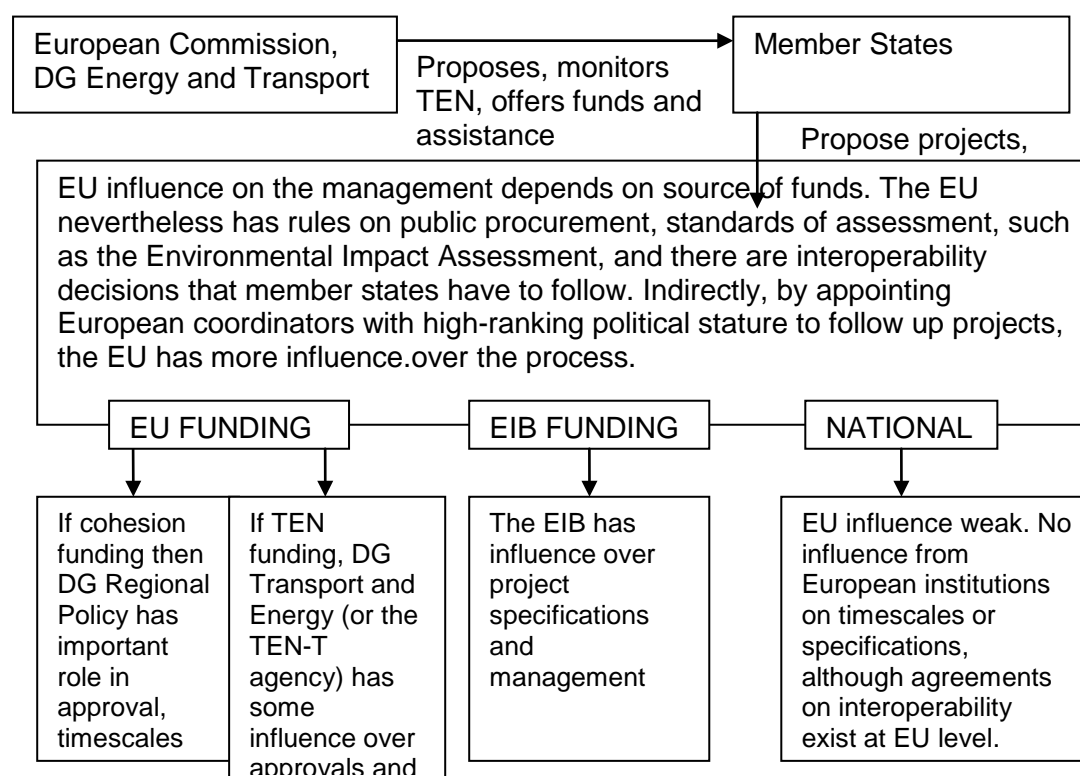 European Commission,
DG Energy and Transport
Proposes, monitors
TEN, offers funds and
assistance
Member States
Propose projects,
EU influence on the management depends on source of funds. The EU
nevertheless has rules on public procurement, standards of assessment, such
as the Environmental Impact Assessment, and there are interoperability
decisions that member states have to follow. Indirectly, by appointing
European coordinators with high-ranking political stature to follow up projects,
the EU has more influence.over the process.
EU FUNDING
EIB FUNDING
NATIONAL
If cohesion
funding then
DG Regional
Policy has
important
role in
approval,
timescales
If TEN
funding, DG
Transport and
Energy (or the
TEN-T
agency) has
some
influence over
approvals and
The EIB has
influence over
project
specifications
and
management
EU influence weak. No
influence from
European institutions
on timescales or
specifications,
although agreements
on interoperability
exist at EU level.